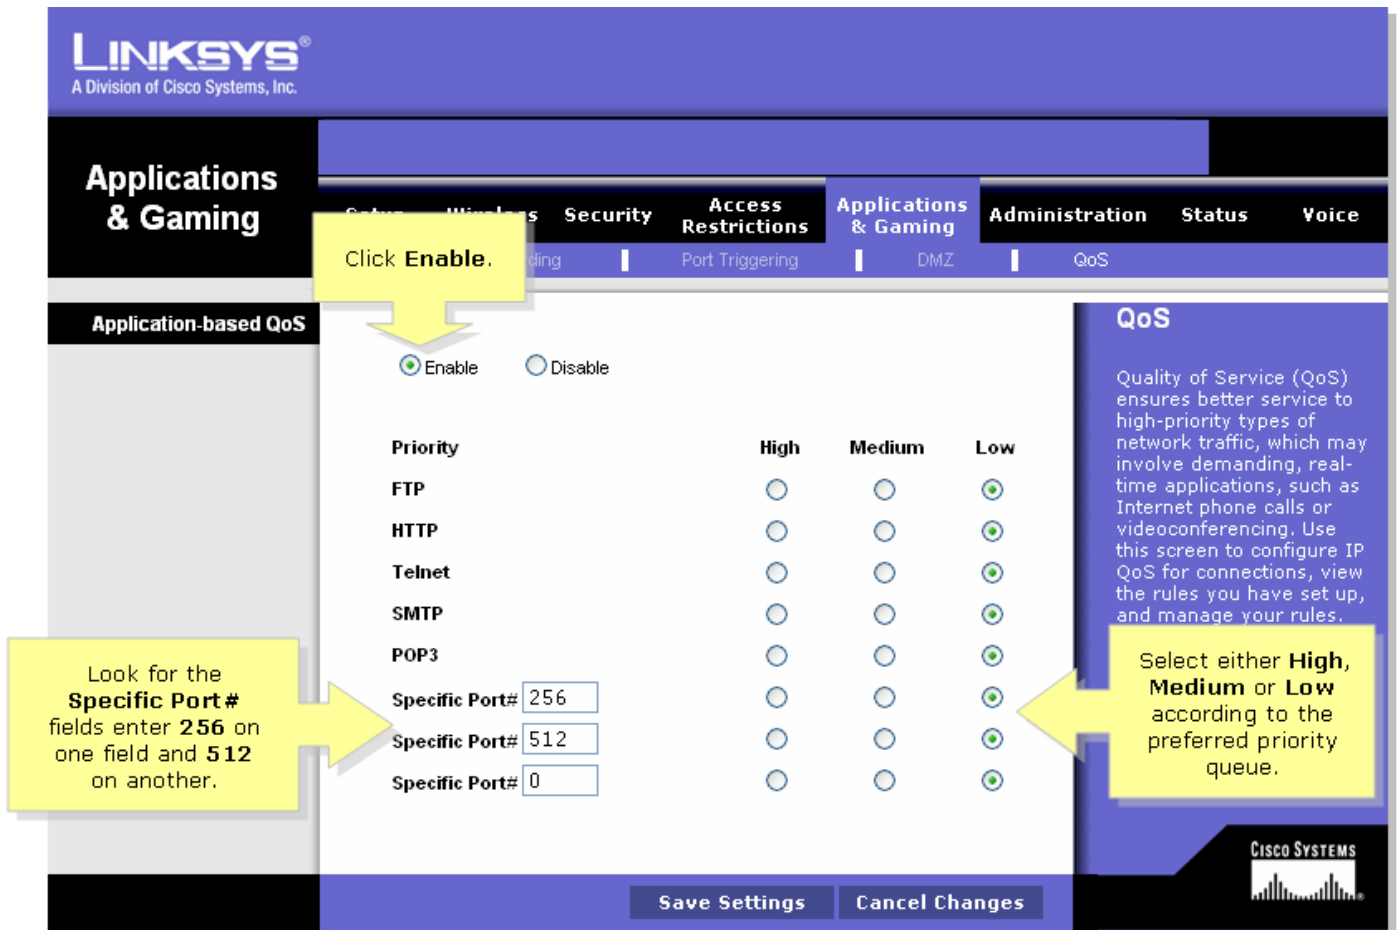 LINKSYS®
A Division of Cisco Systems, Inc.
Applications
& Gaming
Security
Access
Restrictions
Applications
& Gaming
Administration
Status
Voice
Port Triggering
DMZ
QoS
Click Enable.
Application-based QoS
Enable
Disable
Priority High Medium Low
FTP
HTTP
Telnet
SMTP
POP3
Specific Port# 256
Specific Port# 512
Specific Port# 0
Look for the
Specific Port#
fields enter 256 on
one field and 512
on another.
QoS
Quality of Service (QoS)
ensures better service to
high-priority types of
network traffic, which may
involve demanding, real-
time applications, such as
Internet phone calls or
videoconferencing. Use
this screen to configure IP
QoS for connections, view
the rules you have set up,
and manage your rules.
Select either High,
Medium or Low
according to the
preferred priority
queue.
Save Settings
Cancel Changes
CISCO SYSTEMS